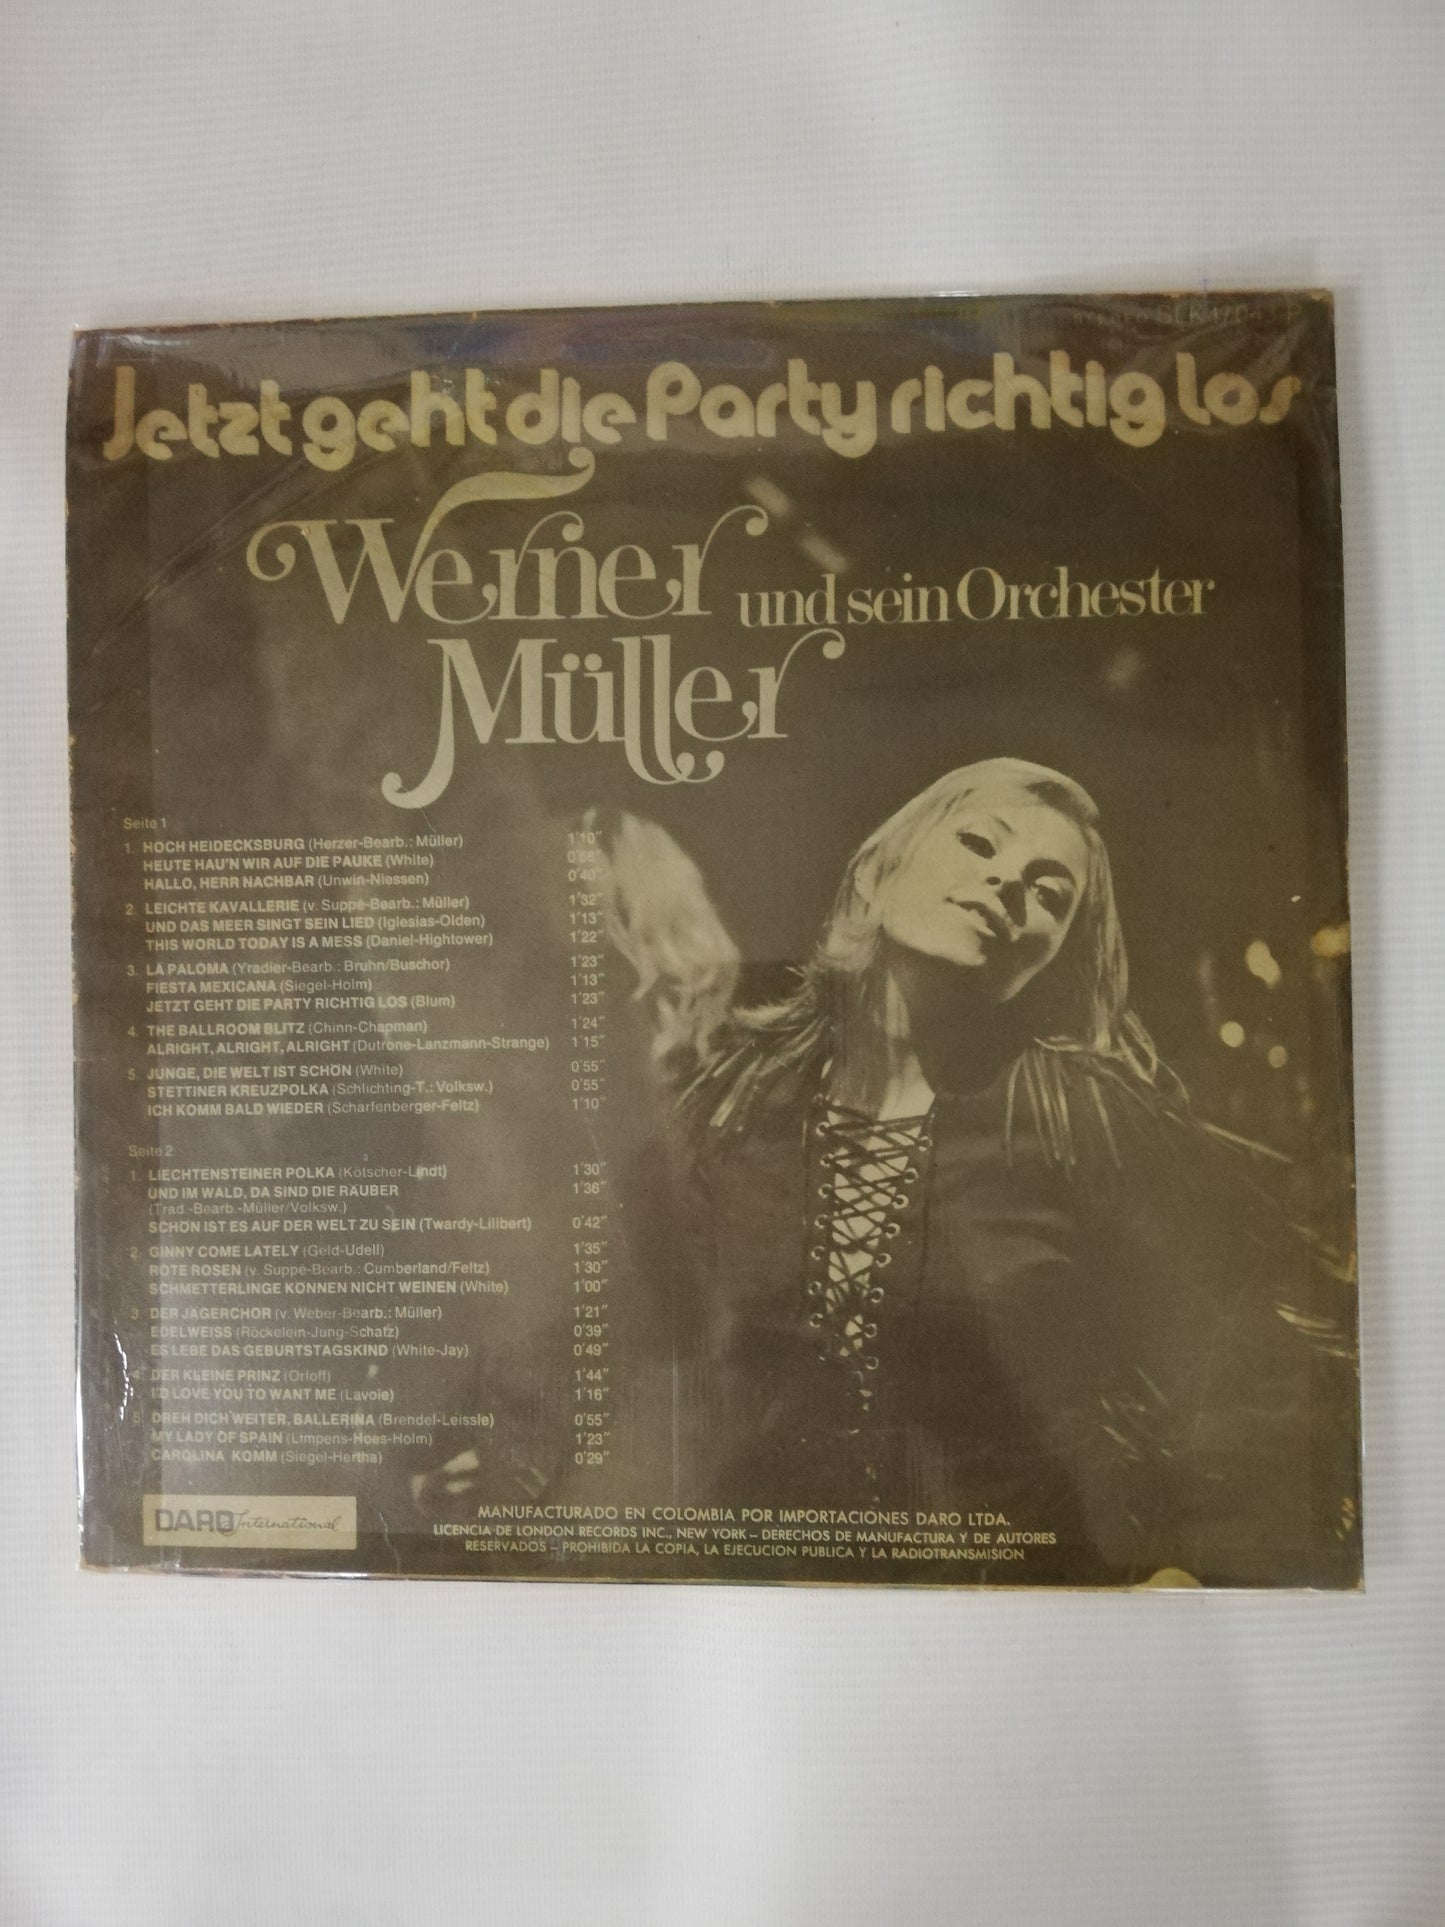 STEREO SLK 17043-P
Jetzt geht die Party richtig los
Werner
und sein Orchester
Müller
Seite 1
1. HOCH HEIDECKSBURG (Herzer-Bearb.: Müller) 1'10"
HEUTE HAU'N WIR AUF DIE PAUKE (White) 0'58"
HALLO, HERR NACHBAR (Unwin-Niessen) 0'40"
2. LEICHTE KAVALLERIE (v. Suppé-Bearb.: Müller) 1'32"
UND DAS MEER SINGT SEIN LIED (Iglesias-Olden) 1'13"
THIS WORLD TODAY IS A MESS (Daniel-Hightower) 1'22"
3. LA PALOMA (Yradier-Bearb.: Bruhn/Buschor) 1'23"
FIESTA MEXICANA (Siegel-Holm) 1'13"
JETZT GEHT DIE PARTY RICHTIG LOS (Blum) 1'23"
4. THE BALLROOM BLITZ (Chinn-Chapman) 1'24"
ALRIGHT, ALRIGHT, ALRIGHT (Dutrone-Lanzmann-Strange) 1'15"
5. JUNGE, DIE WELT IST SCHÖN (White) 0'55"
STETTINER KREUZPOLKA (Schlichting-T.: Volksw.) 0'55"
ICH KOMM BALD WIEDER (Scharfenberger-Feltz) 1'10"
Seite 2
1. LIECHTENSTEINER POLKA (Kötscher-Lindt) 1'30"
UND IM WALD, DA SIND DIE RÄUBER 1'36"
(Trad.-Bearb.-Müller/Volksw.)
SCHÖN IST ES AUF DER WELT ZU SEIN (Twardy-Lilibert) 0'42"
2. GINNY COME LATELY (Geld-Udell) 1'35"
ROTE ROSEN (v. Suppé-Bearb.: Cumberland/Feltz) 1'30"
SCHMETTERLINGE KÖNNEN NICHT WEINEN (White) 1'00"
3. DER JÄGERCHOR (v. Weber-Bearb.: Müller) 1'21"
EDELWEISS (Röckelein-Jung-Schatz) 0'39"
ES LEBE DAS GEBURTSTAGSKIND (White-Jay) 0'49"
4. DER KLEINE PRINZ (Orloff) 1'44"
I'D LOVE YOU TO WANT ME (Lavoie) 1'16"
5. DREH DICH WEITER, BALLERINA (Brendel-Leissle) 0'55"
MY LADY OF SPAIN (Limpens-Hoes-Holm) 1'23"
CAROLINA KOMM (Siegel-Hertha) 0'29"
DARO International
MANUFACTURADO EN COLOMBIA POR IMPORTACIONES DARO LTDA.
LICENCIA DE LONDON RECORDS INC., NEW YORK – DERECHOS DE MANUFACTURA Y DE AUTORES
RESERVADOS – PROHIBIDA LA COPIA, LA EJECUCION PUBLICA Y LA RADIOTRANSMISION